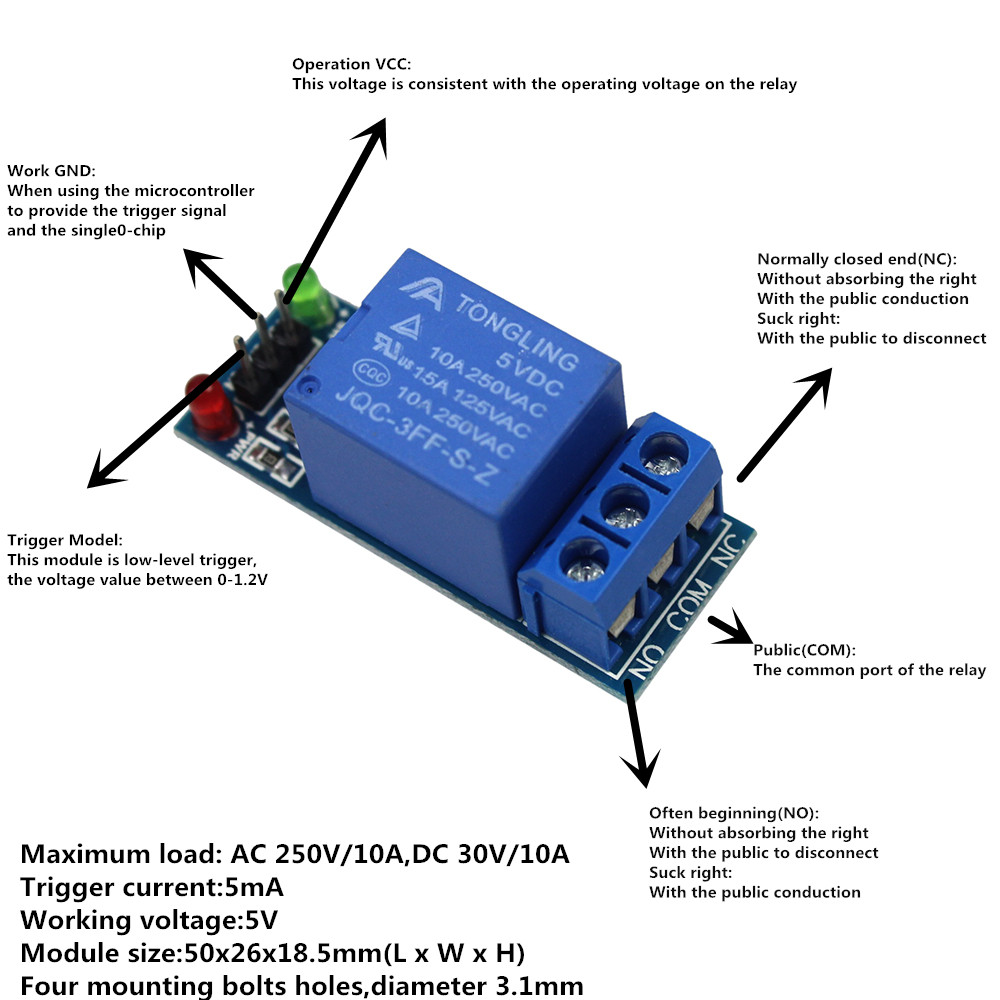 Operation VCC:
This voltage is consistent with the operating voltage on the relay
Work GND:
When using the microcontroller
to provide the trigger signal
and the single0-chip
Normally closed end(NC):
Without absorbing the right
With the public conduction
Suck right:
With the public to disconnect
TONGLING
5VDC
10A 250VAC
15A 125VAC
10A 250VAC
JQC-3FF-S-Z
CQC
US
PWR
Trigger Model:
This module is low-level trigger,
the voltage value between 0-1.2V
NC
COM
NO
Public(COM):
The common port of the relay
Often beginning(NO):
Without absorbing the right
With the public to disconnect
Suck right:
With the public conduction
Maximum load: AC 250V/10A,DC 30V/10A
Trigger current:5mA
Working voltage:5V
Module size:50x26x18.5mm(L x W x H)
Four mounting bolts holes,diameter 3.1mm